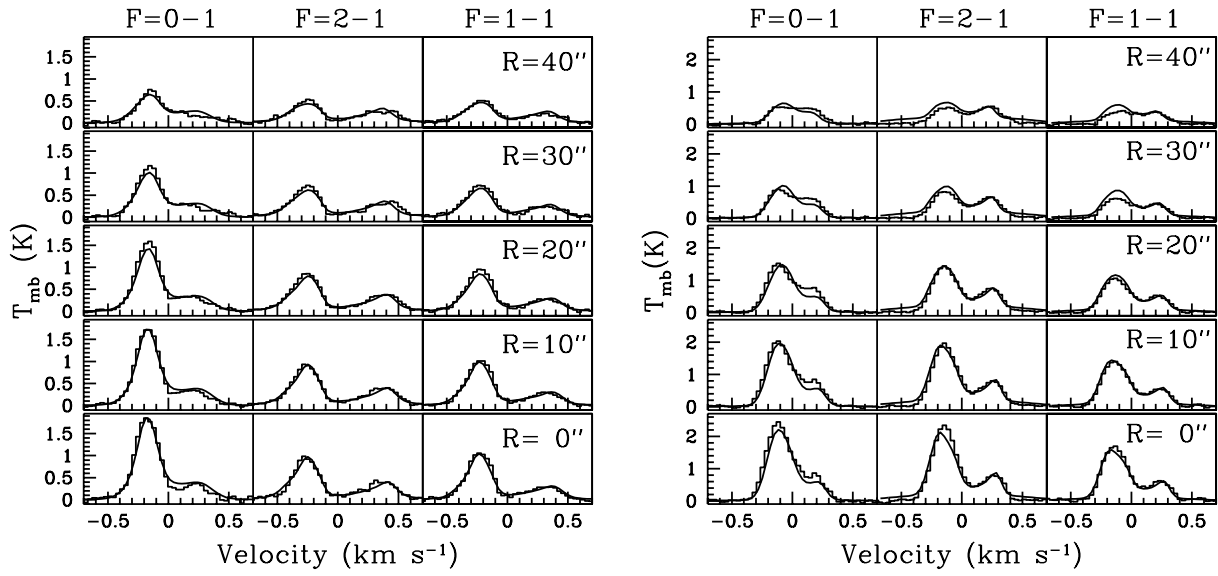 F=0−1 F=2−1 F=1−1 F=0−1 F=2−1 F=1−1
1.5 R=40″ 2 R=40″
1
0.5 1
0 0
1.5 R=30″ 2 R=30″
1
0.5 1
0 0
1.5 R=20″ 2 R=20″
1
0.5 1
0 0
1.5 R=10″ 2 R=10″
1
0.5 1
0 0
1.5 R= 0″ 2 R= 0″
1
0.5 1
0 0
T_mb (K) T_mb(K)
−0.5 0 0.5 −0.5 0 0.5 −0.5 0 0.5 −0.5 0 0.5 −0.5 0 0.5 −0.5 0 0.5
Velocity (km s⁻¹) Velocity (km s⁻¹)